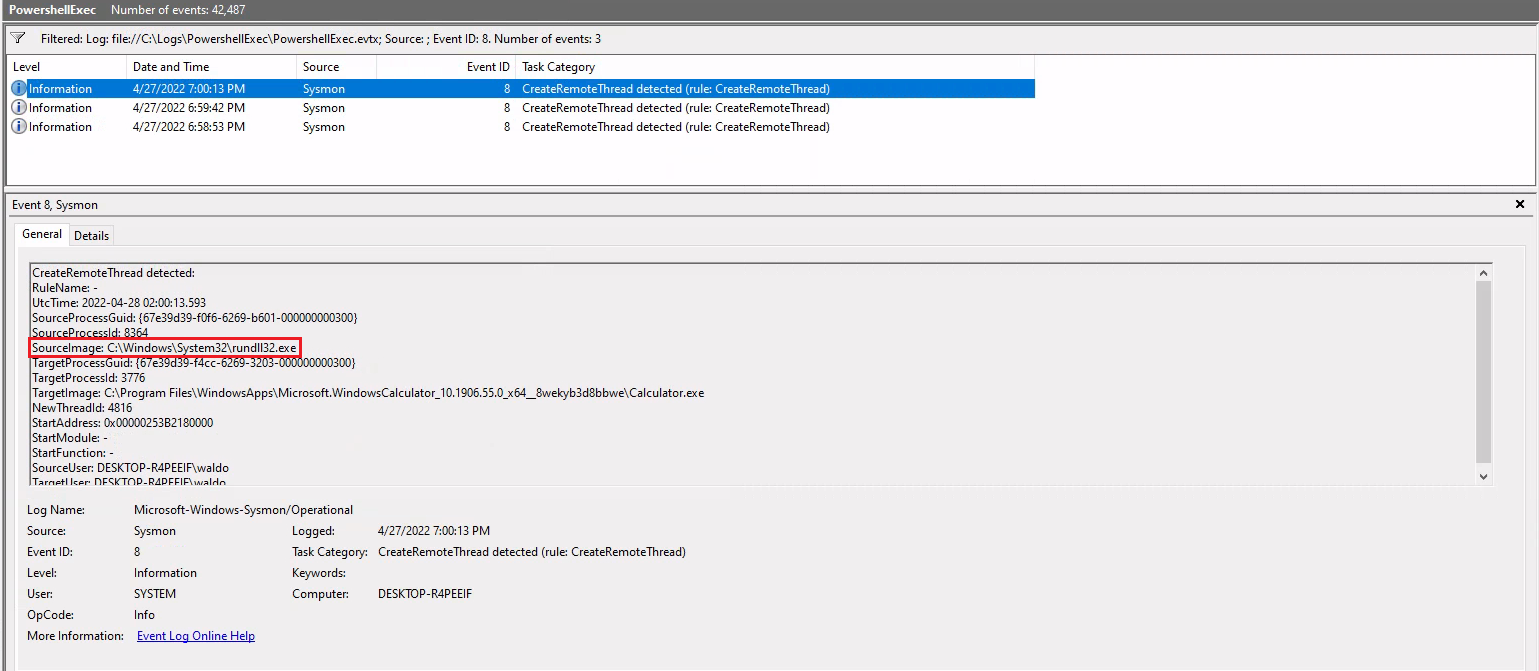 PowershellExec Number of events: 42,487
Filtered: Log: file://C:\Logs\PowershellExec\PowershellExec.evtx; Source: ; Event ID: 8. Number of events: 3
Level Date and Time Source Event ID Task Category
Information 4/27/2022 7:00:13 PM Sysmon 8 CreateRemoteThread detected (rule: CreateRemoteThread)
Information 4/27/2022 6:59:42 PM Sysmon 8 CreateRemoteThread detected (rule: CreateRemoteThread)
Information 4/27/2022 6:58:53 PM Sysmon 8 CreateRemoteThread detected (rule: CreateRemoteThread)
Event 8, Sysmon
General Details
CreateRemoteThread detected:
RuleName: -
UtcTime: 2022-04-28 02:00:13.593
SourceProcessGuid: {67e39d39-f0f6-6269-b601-000000000300}
SourceProcessId: 8364
SourceImage: C:\Windows\System32\rundll32.exe
TargetProcessGuid: {67e39d39-f4cc-6269-3203-000000000300}
TargetProcessId: 3776
TargetImage: C:\Program Files\WindowsApps\Microsoft.WindowsCalculator_10.1906.55.0_x64__8wekyb3d8bbwe\Calculator.exe
NewThreadId: 4816
StartAddress: 0x00000253B2180000
StartModule: -
StartFunction: -
SourceUser: DESKTOP-R4PEEIF\waldo
TargetUser: DESKTOP-R4PEEIF\waldo
Log Name: Microsoft-Windows-Sysmon/Operational
Source: Sysmon Logged: 4/27/2022 7:00:13 PM
Event ID: 8 Task Category: CreateRemoteThread detected (rule: CreateRemoteThread)
Level: Information Keywords:
User: SYSTEM Computer: DESKTOP-R4PEEIF
OpCode: Info
More Information: Event Log Online Help